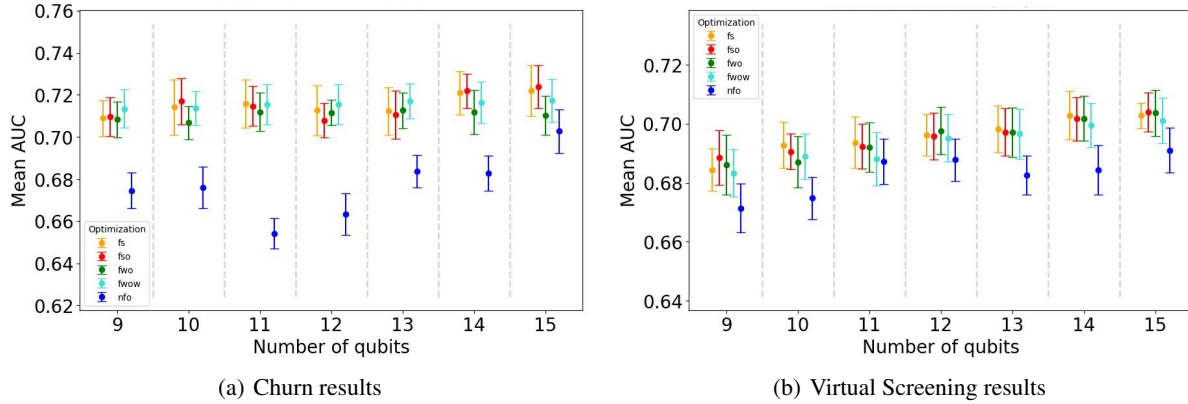 0.76
0.74
0.72
0.70
0.68
0.66
0.64
0.62
Mean AUC
Optimization
fs
fso
fwo
fwow
nfo
9 10 11 12 13 14 15
Number of qubits
(a) Churn results
0.72
0.70
0.68
0.66
0.64
Mean AUC
Optimization
fs
fso
fwo
fwow
nfo
9 10 11 12 13 14 15
Number of qubits
(b) Virtual Screening results